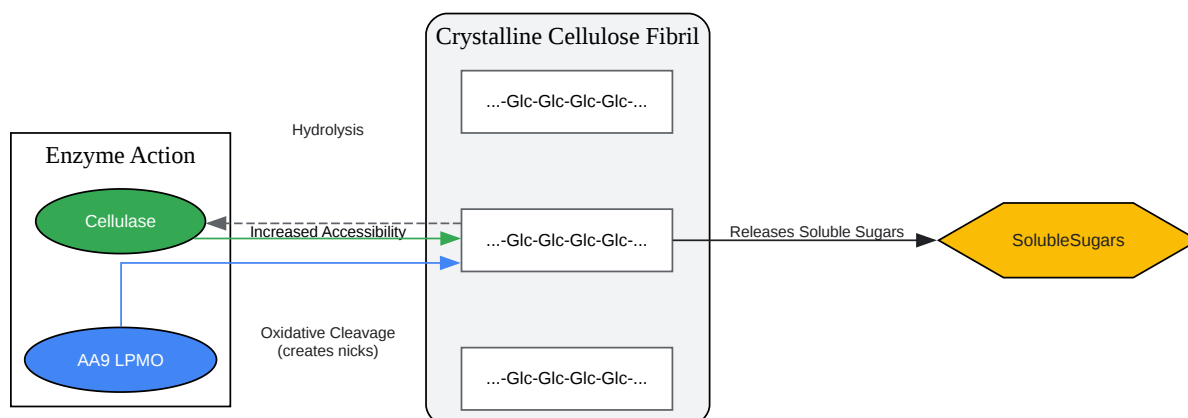 Crystalline Cellulose Fibril
...-Glc-Glc-Glc-Glc-...
Hydrolysis
Enzyme Action
Cellulase
Increased Accessibility
...-Glc-Glc-Glc-Glc-...
Releases Soluble Sugars
SolubleSugars
Oxidative Cleavage
(creates nicks)
AA9 LPMO
...-Glc-Glc-Glc-Glc-...